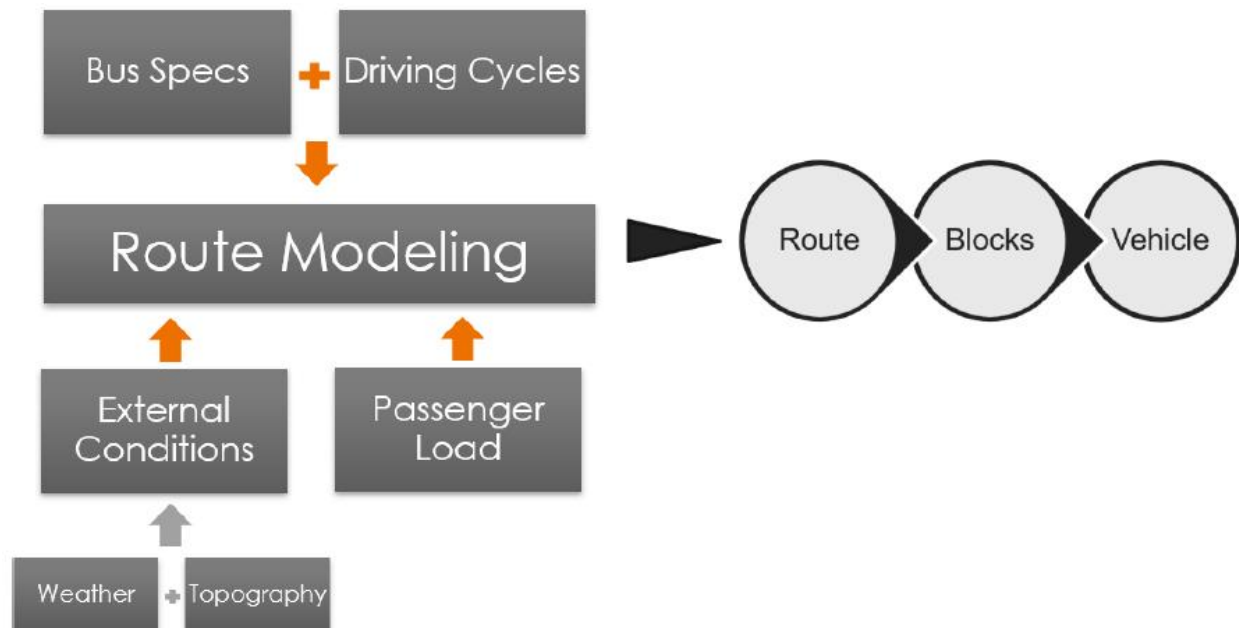 Bus Specs
Driving Cycles
Route Modeling
External
Conditions
Passenger
Load
Weather
Topography
Route
Blocks
Vehicle